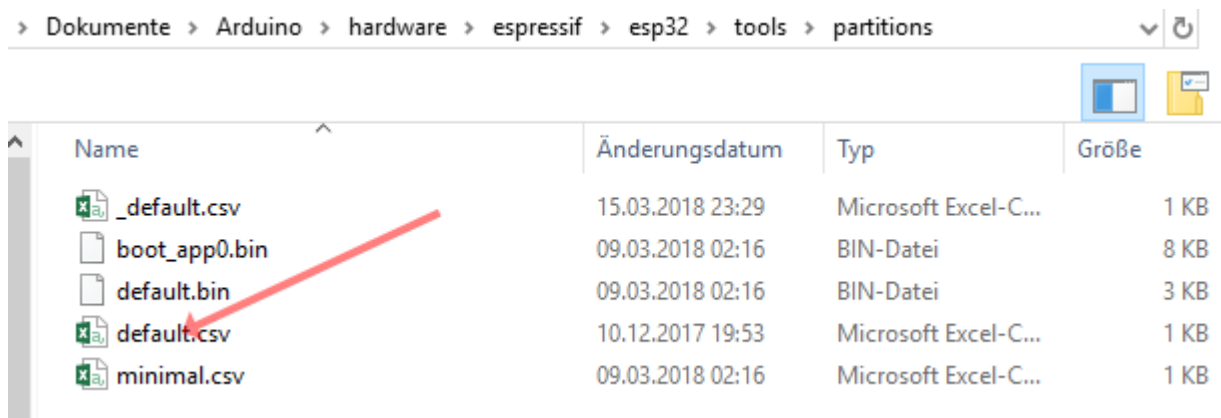 > Dokumente > Arduino > hardware > espressif > esp32 > tools > partitions
Name Änderungsdatum Typ Größe
_default.csv 15.03.2018 23:29 Microsoft Excel-C... 1 KB
boot_app0.bin 09.03.2018 02:16 BIN-Datei 8 KB
default.bin 09.03.2018 02:16 BIN-Datei 3 KB
default.csv 10.12.2017 19:53 Microsoft Excel-C... 1 KB
minimal.csv 09.03.2018 02:16 Microsoft Excel-C... 1 KB